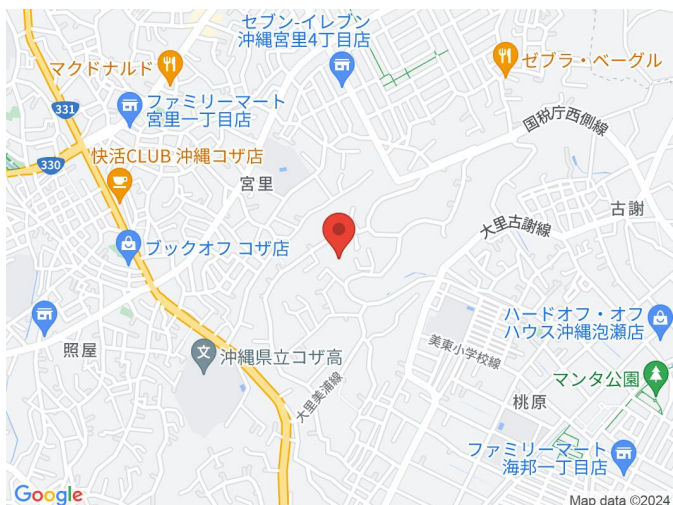 セブン-イレブン
沖縄宮里4丁目店
マクドナルド
ゼブラ・ベーグル
331
ファミリーマート
宮里一丁目店
国税庁西側線
330
快活CLUB 沖縄コザ店
宮里
古謝
大里古謝線
ブックオフ コザ店
ハードオフ・オフ
ハウス沖縄泡瀬店
照屋
文
沖縄県立コザ高
美東小学校線
マンタ公園
大里美浦線
桃原
ファミリーマート
海邦一丁目店
Google
Map data ©2024